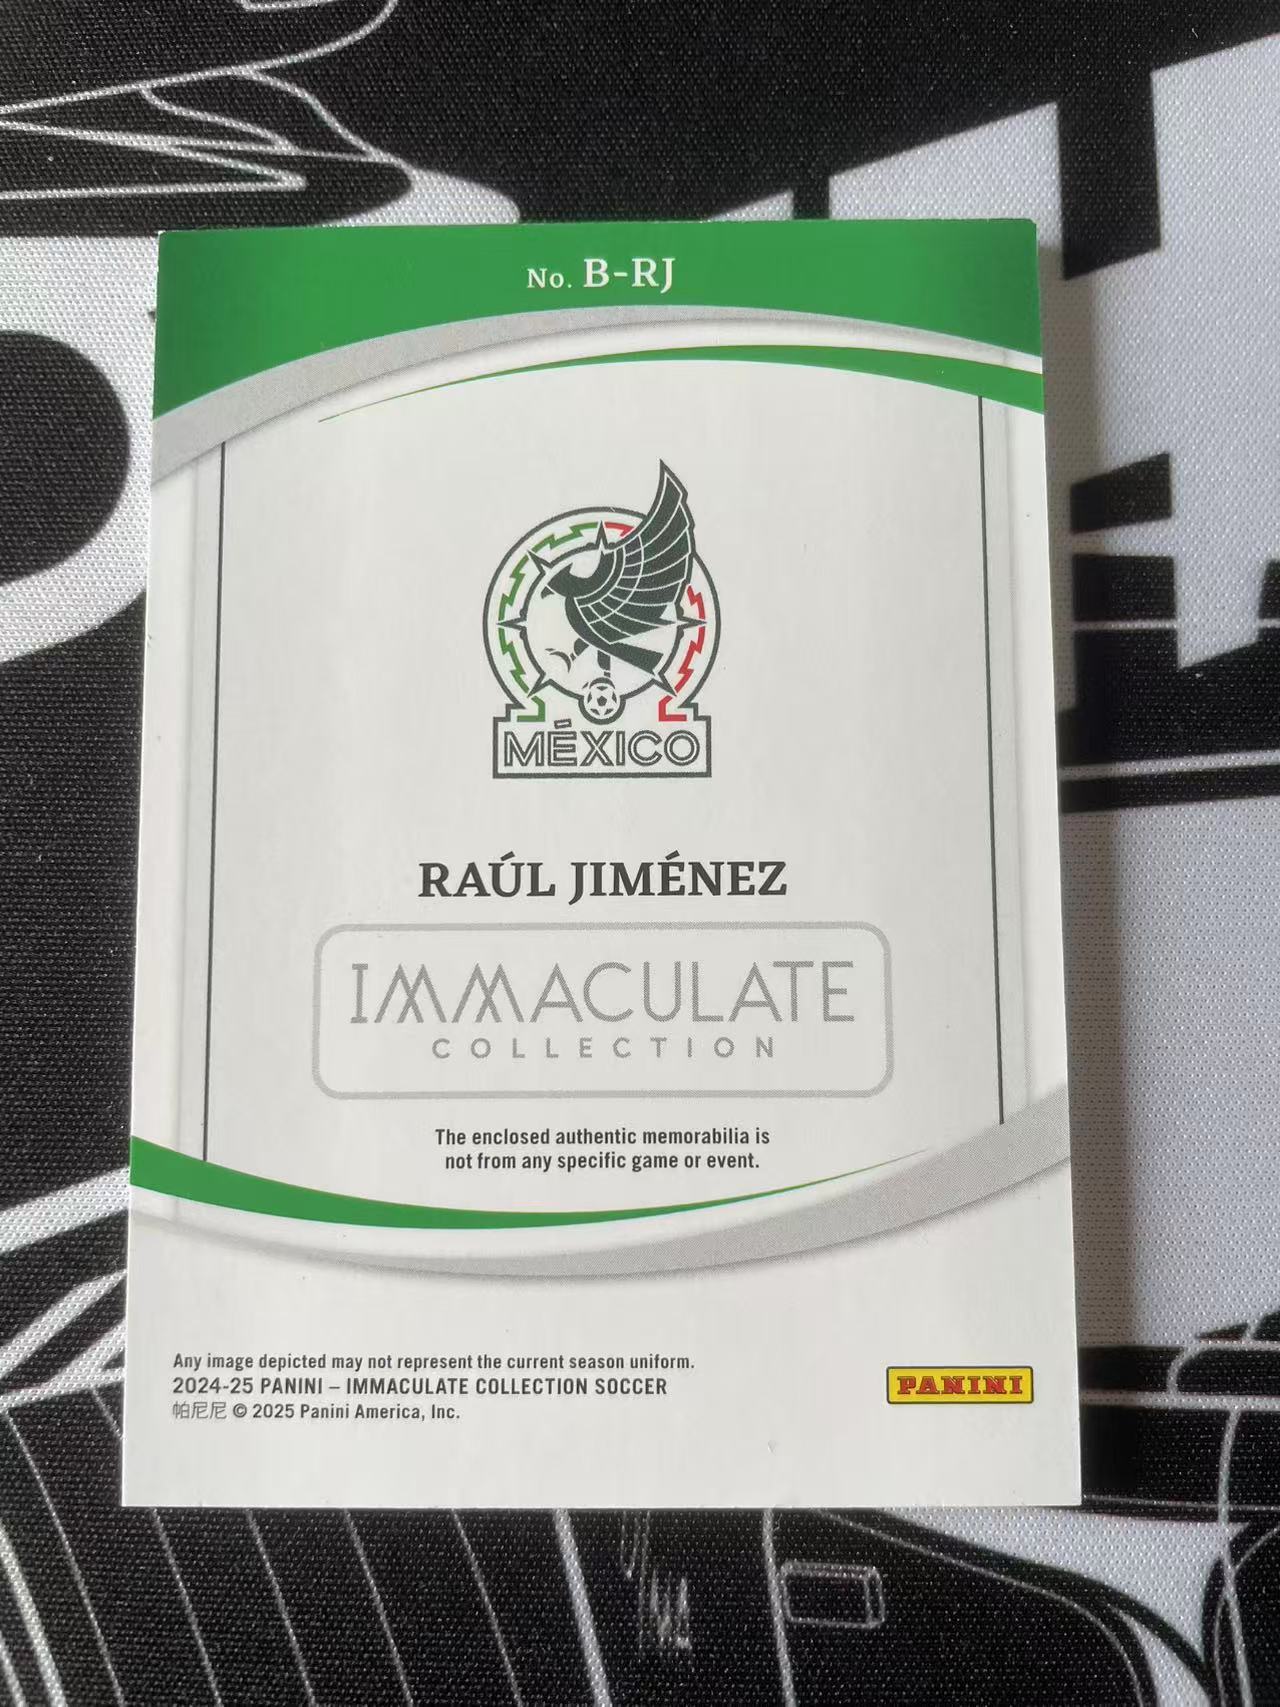 No. B-RJ
MÉXICO
RAÚL JIMÉNEZ
IMMACULATE
COLLECTION
The enclosed authentic memorabilia is
not from any specific game or event.
Any image depicted may not represent the current season uniform.
2024-25 PANINI – IMMACULATE COLLECTION SOCCER
帕尼尼 © 2025 Panini America, Inc.
PANINI